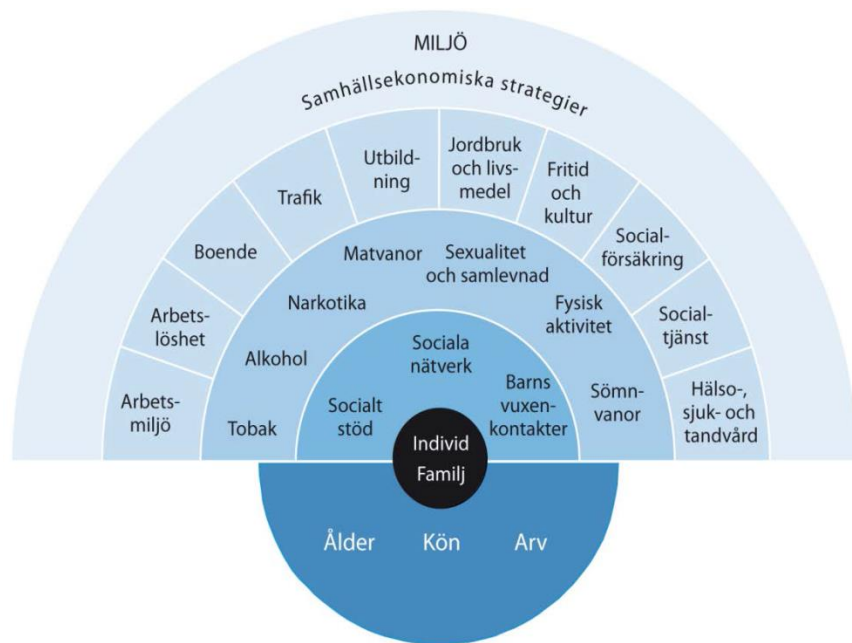 MILJÖ
Samhällsekonomiska strategier
Arbets-
miljö
Arbets-
löshet
Boende
Trafik
Utbild-
ning
Jordbruk
och livs-
medel
Fritid
och
kultur
Social-
försäkring
Social-
tjänst
Hälso-,
sjuk- och
tandvård
Tobak
Alkohol
Narkotika
Matvanor
Sexualitet
och samlevnad
Fysisk
aktivitet
Sömn-
vanor
Socialt
stöd
Sociala
nätverk
Barns
vuxen-
kontakter
Individ
Familj
Ålder Kön Arv